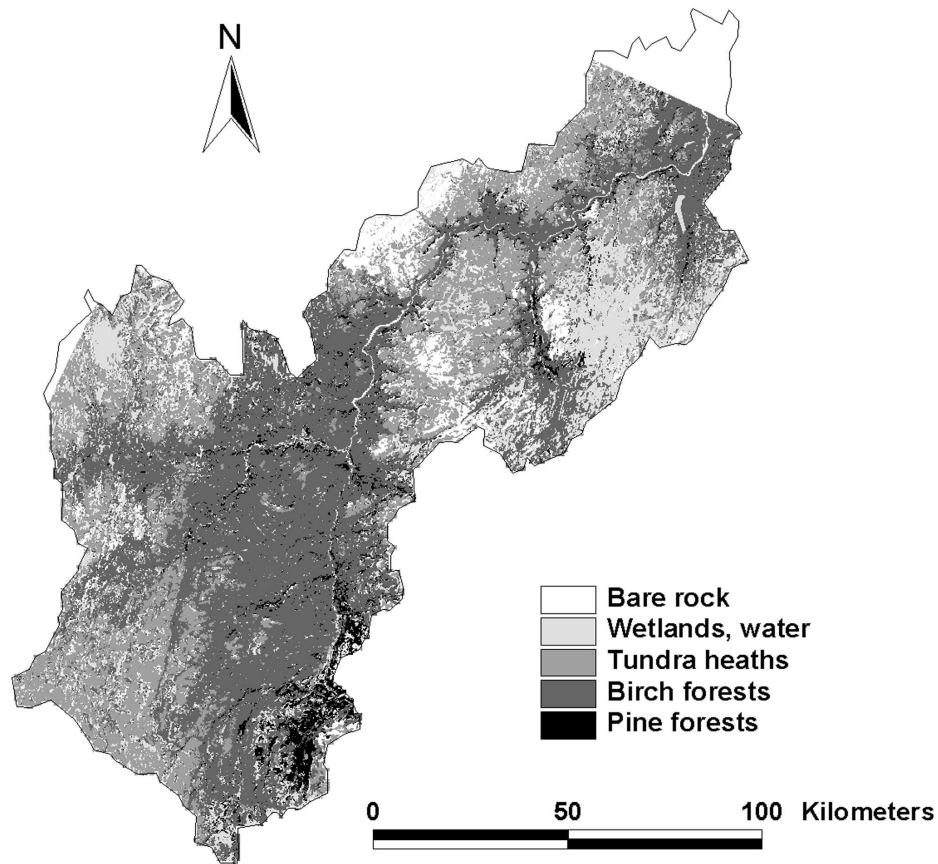 N
Bare rock
Wetlands, water
Tundra heaths
Birch forests
Pine forests
0 50 100 Kilometers